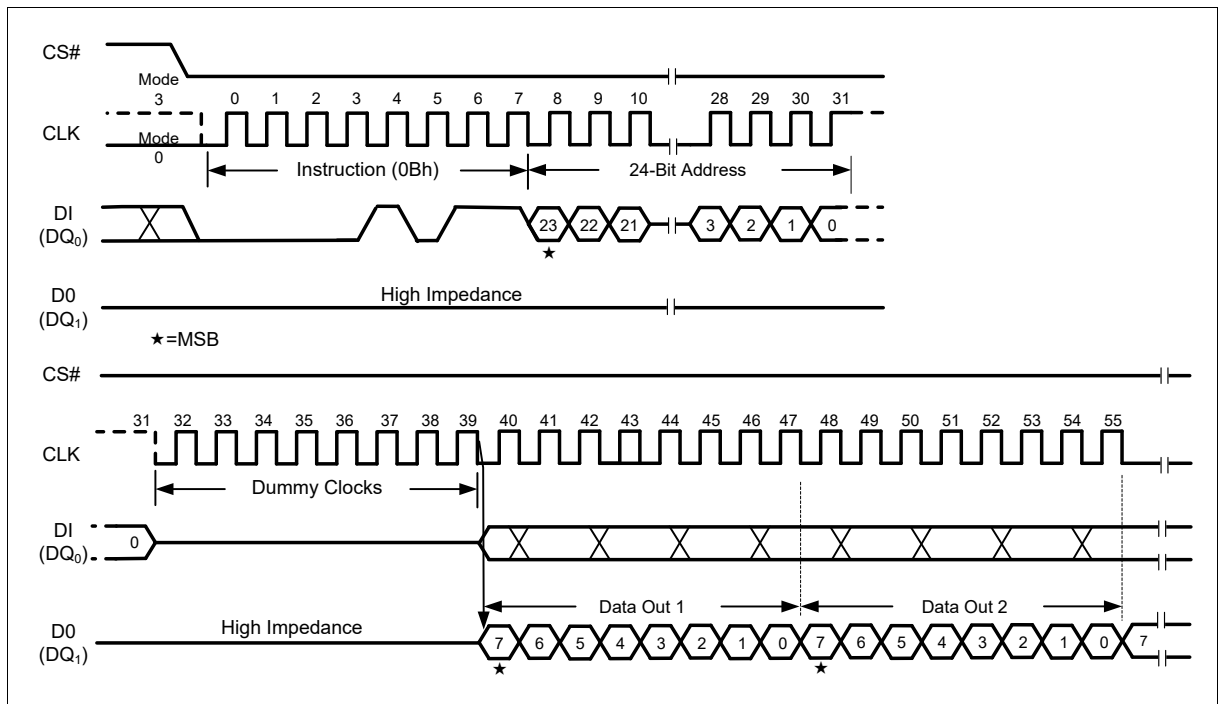 CS#
Mode
3
0 1 2 3 4 5 6 7 8 9 10 28 29 30 31
CLK
Mode
0
Instruction (0Bh) 24-Bit Address
DI
(DQ0)
23 22 21 3 2 1 0
★
D0
(DQ1)
High Impedance
★=MSB
CS#
31 32 33 34 35 36 37 38 39 40 41 42 43 44 45 46 47 48 49 50 51 52 53 54 55
CLK
Dummy Clocks
DI
(DQ0)
0
Data Out 1 Data Out 2
D0
(DQ1)
High Impedance
7 6 5 4 3 2 1 0 7 6 5 4 3 2 1 0 7
★ ★